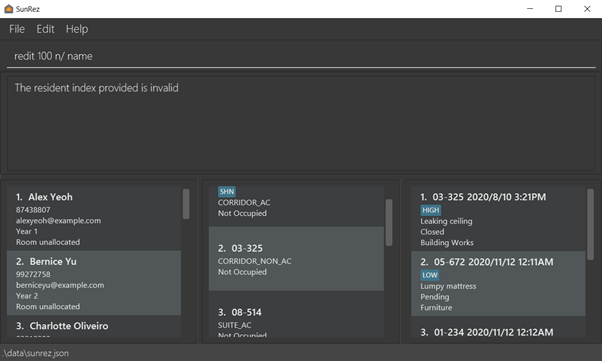 SunRez
File Edit Help
redit 100 n/ name
The resident index provided is invalid
1. Alex Yeoh
87438807
alexyeoh@example.com
Year 1
Room unallocated
2. Bernice Yu
99272758
berniceyu@example.com
Year 2
Room unallocated
3. Charlotte Oliveiro
SHN
CORRIDOR_AC
Not Occupied
2. 03-325
CORRIDOR_NON_AC
Not Occupied
3. 08-514
SUITE_AC
Not Occupied
1. 03-325 2020/8/10 3:21PM
HIGH
Leaking ceiling
Closed
Building Works
2. 05-672 2020/11/12 12:11AM
LOW
Lumpy mattress
Pending
Furniture
3. 01-234 2020/11/12 12:12AM
.\data\sunrez.json